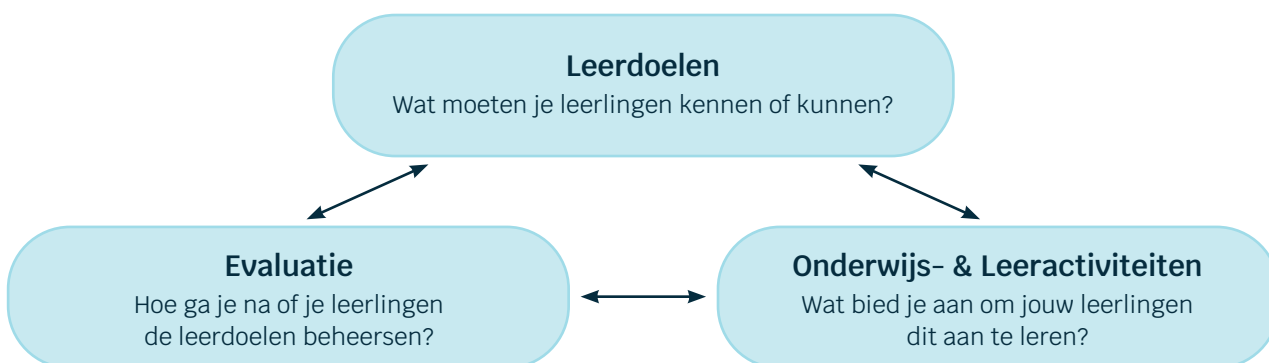 Leerdoelen
Wat moeten je leerlingen kennen of kunnen?
Evaluatie
Hoe ga je na of je leerlingen
de leerdoelen beheersen?
Onderwijs- & Leeractiviteiten
Wat bied je aan om jouw leerlingen
dit aan te leren?